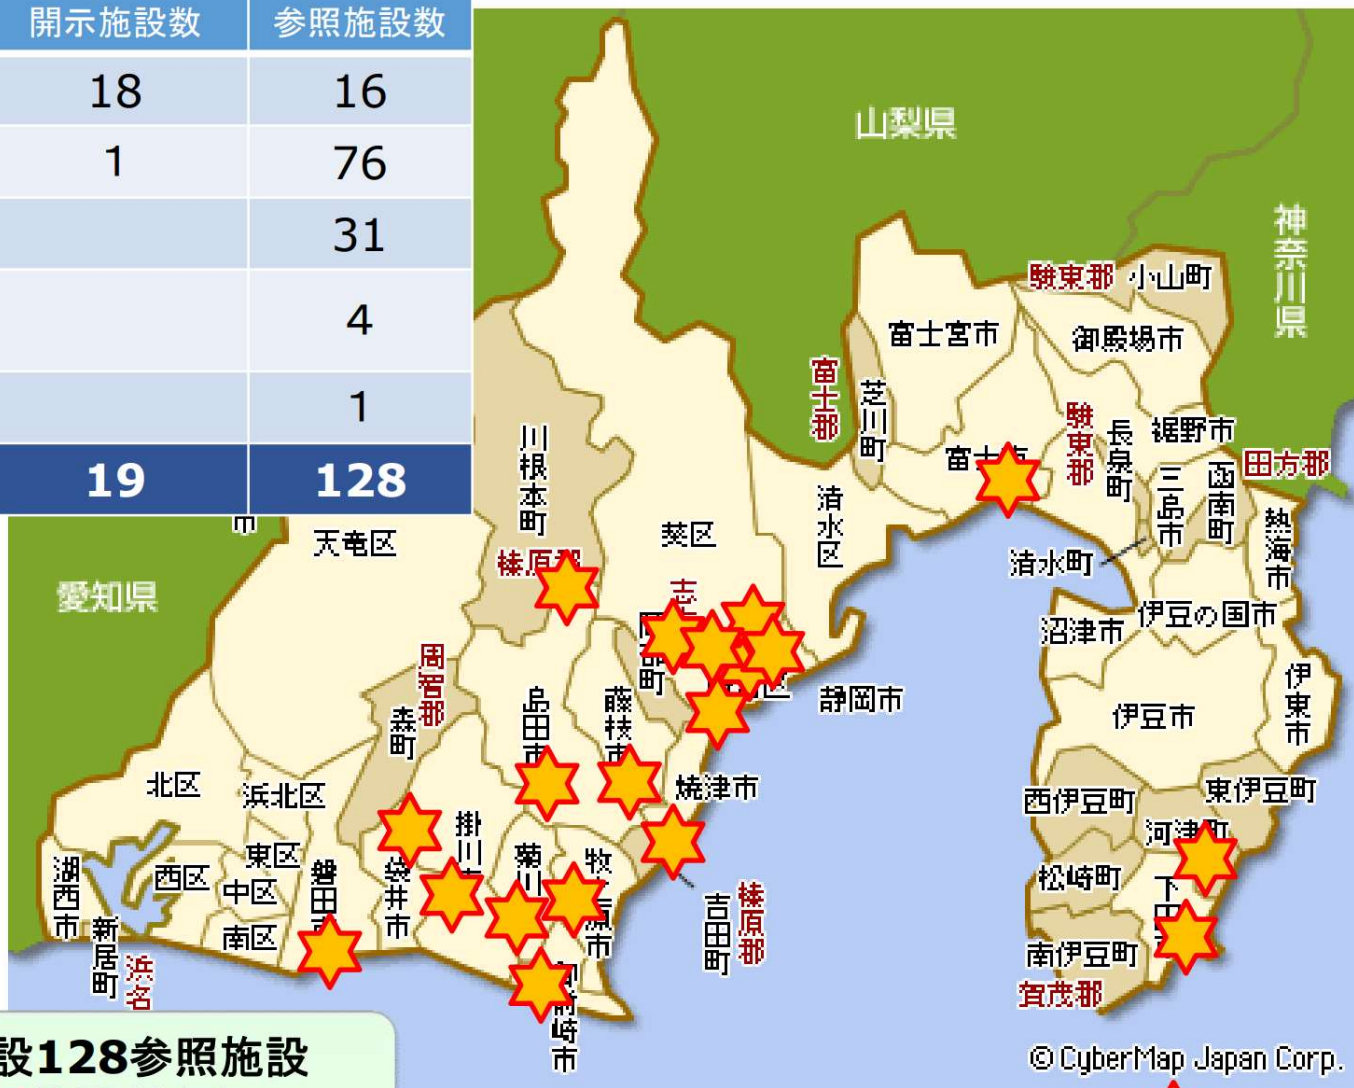 開示施設数 参照施設数
18 16
1 76
31
4
1
19 128
山梨県
神奈川県
愛知県
駿東郡 小山町
富士宮市
御殿場市
富士郡
芝川町
駿東郡
長泉町
裾野市
三島市
函南町
田方郡
熱海市
富士市
清水町
沼津市
伊豆の国市
伊東市
伊豆市
西伊豆町
東伊豆町
河津町
松崎町
下田
南伊豆町
賀茂郡
川根本町
榛原郡
葵区
清水区
静岡市
天竜区
市
周智郡
森町
島田市
藤枝市
志
岡部町
区
焼津市
北区
浜北区
東区
西区
中区
南区
湖西市
新居町
浜名
磐田市
袋井市
掛川市
菊川
牧之原市
吉田町
榛原郡
御前崎市
設128参照施設
© CyberMap Japan Corp.